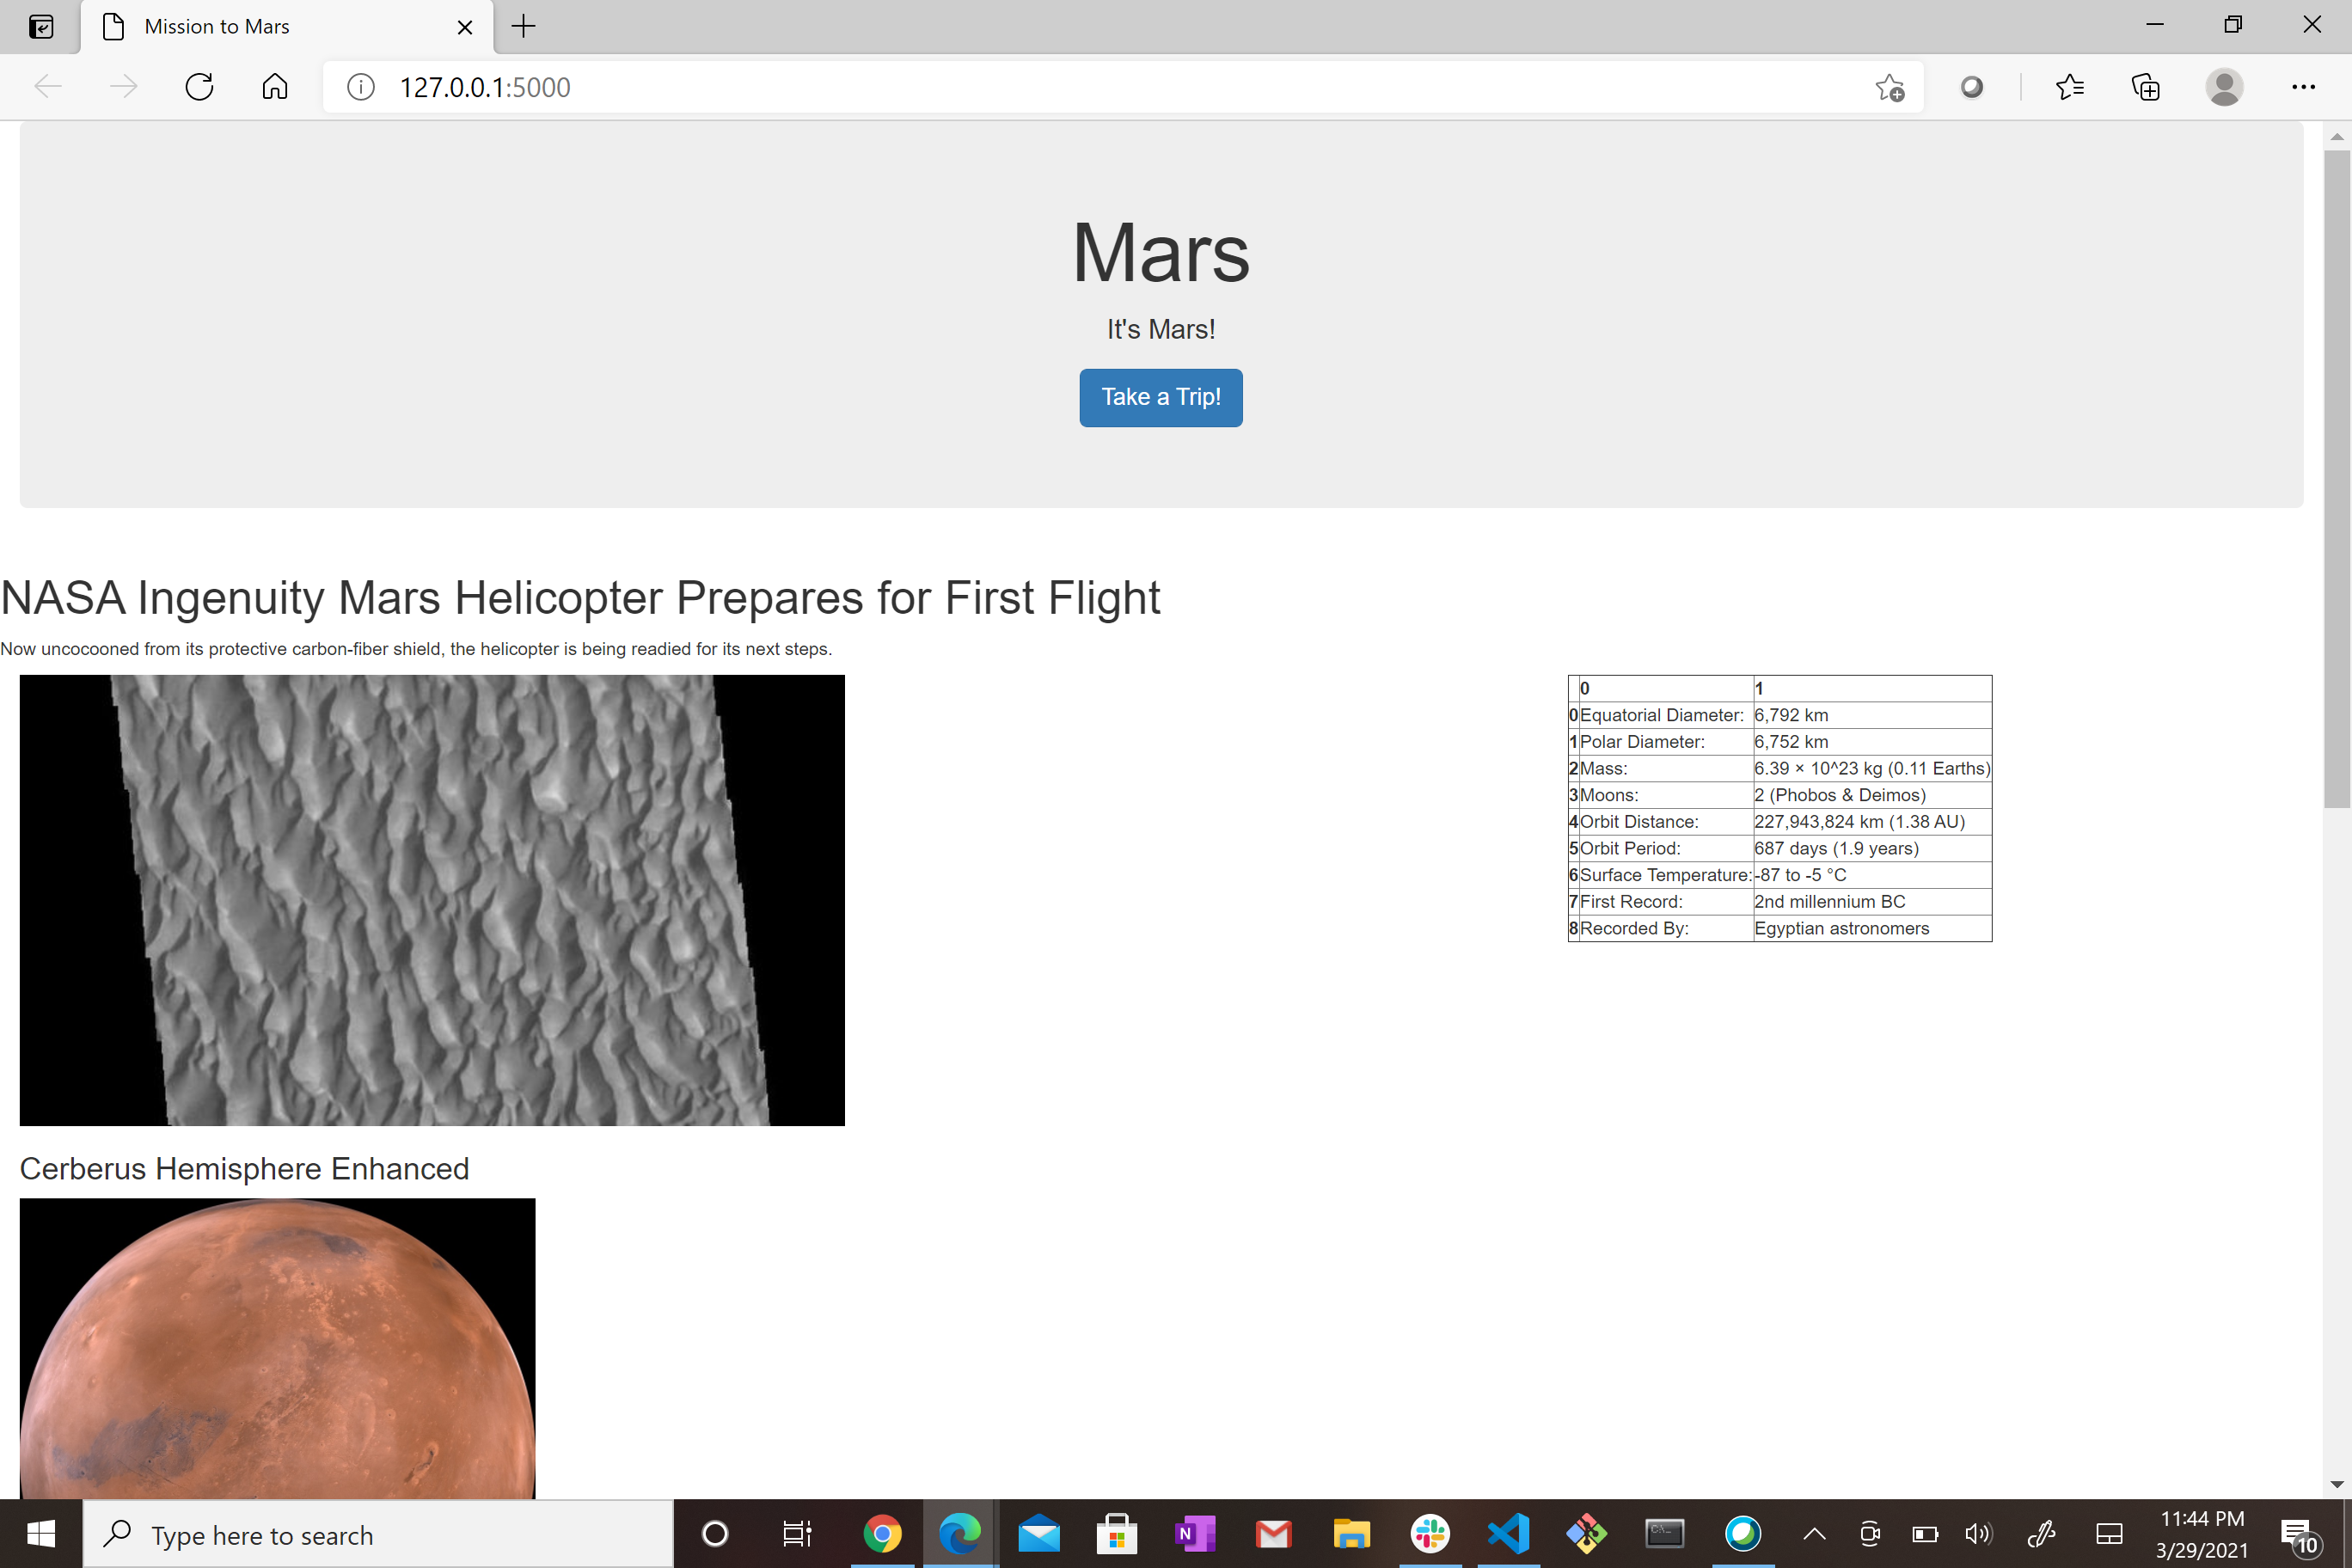 Mission to Mars
127.0.0.1:5000
Mars
It's Mars!
Take a Trip!
NASA Ingenuity Mars Helicopter Prepares for First Flight
Now uncocooned from its protective carbon-fiber shield, the helicopter is being readied for its next steps.
0 1
0 Equatorial Diameter: 6,792 km
1 Polar Diameter: 6,752 km
2 Mass: 6.39 × 10^23 kg (0.11 Earths)
3 Moons: 2 (Phobos & Deimos)
4 Orbit Distance: 227,943,824 km (1.38 AU)
5 Orbit Period: 687 days (1.9 years)
6 Surface Temperature: -87 to -5 °C
7 First Record: 2nd millennium BC
8 Recorded By: Egyptian astronomers
Cerberus Hemisphere Enhanced
Type here to search
N
11:44 PM
3/29/2021
10